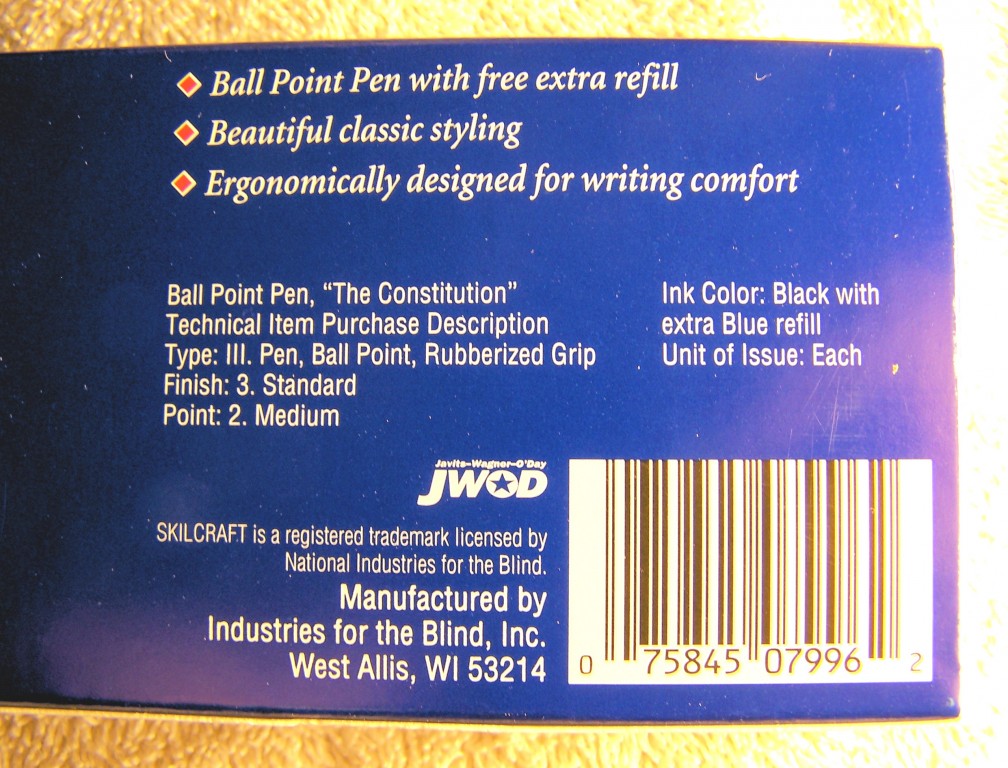 Ball Point Pen with free extra refill
Beautiful classic styling
Ergonomically designed for writing comfort
Ball Point Pen, “The Constitution”
Technical Item Purchase Description
Type: III. Pen, Ball Point, Rubberized Grip
Finish: 3. Standard
Point: 2. Medium
Ink Color: Black with
extra Blue refill
Unit of Issue: Each
Javits–Wagner–O'Day
JWOD
SKILCRAFT is a registered trademark licensed by
National Industries for the Blind.
Manufactured by
Industries for the Blind, Inc.
West Allis, WI 53214
0 75845 07996 2